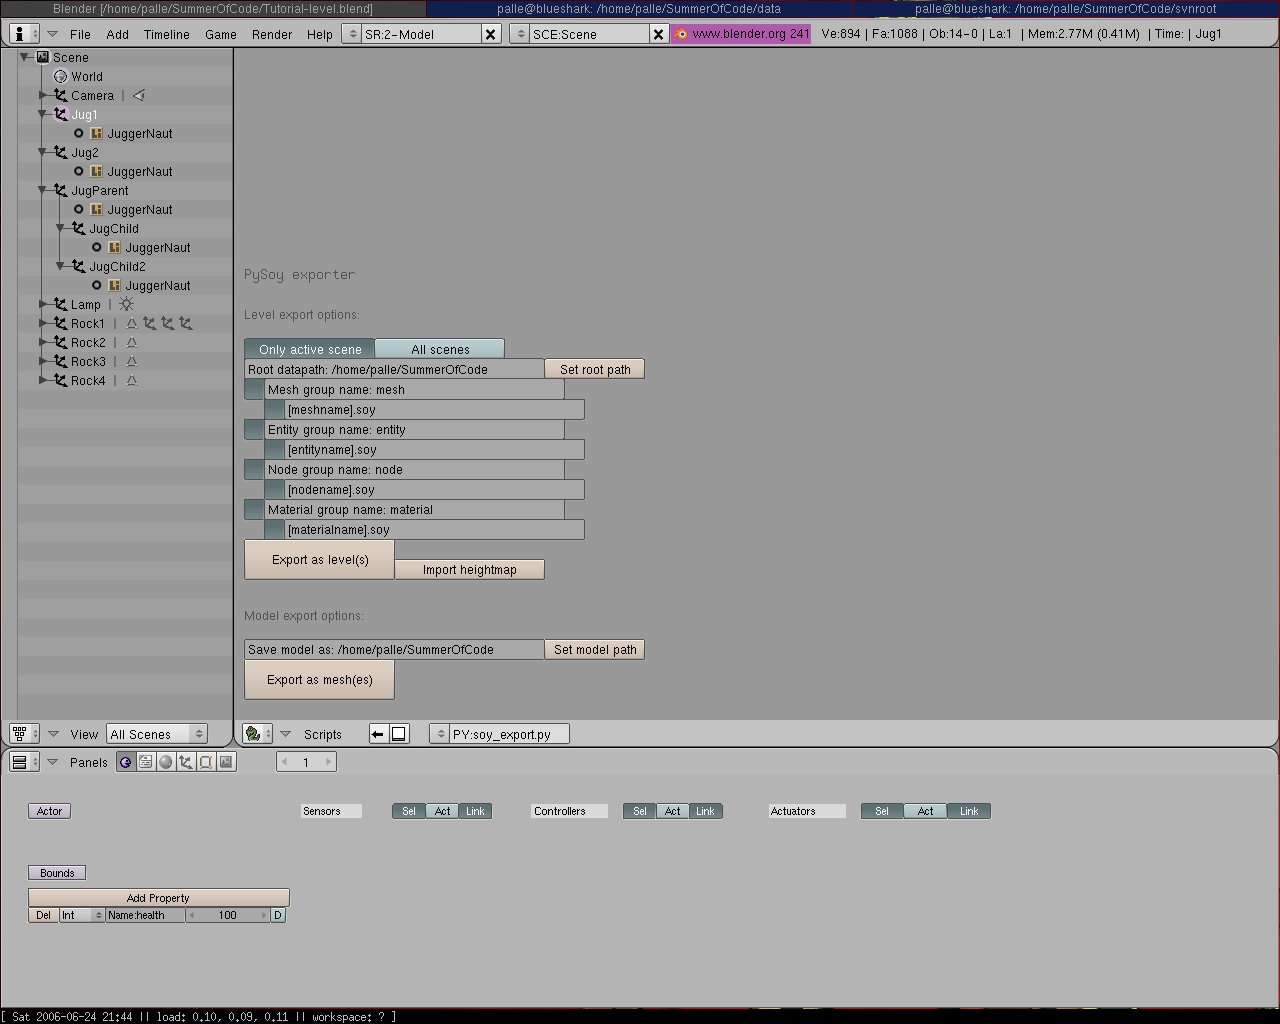 Blender [/home/palle/SummerOfCode/Tutorial-level.blend] palle@blueshark: /home/palle/SummerOfCode/data palle@blueshark: /home/palle/SummerOfCode/svnroot
File Add Timeline Game Render Help SR:2-Model SCE:Scene www.blender.org 241 Ve:894 | Fa:1088 | Ob:14-0 | La:1 | Mem:2.77M (0.41M) | Time: | Jug1
Scene
World
Camera
Jug1
JuggerNaut
Jug2
JuggerNaut
JugParent
JuggerNaut
JugChild
JuggerNaut
JugChild2
JuggerNaut
Lamp
Rock1
Rock2
Rock3
Rock4
PySoy exporter
Level export options:
Only active scene All scenes
Root datapath: /home/palle/SummerOfCode Set root path
Mesh group name: mesh
[meshname].soy
Entity group name: entity
[entityname].soy
Node group name: node
[nodename].soy
Material group name: material
[materialname].soy
Export as level(s) Import heightmap
Model export options:
Save model as: /home/palle/SummerOfCode Set model path
Export as mesh(es)
View All Scenes Scripts PY:soy_export.py
Panels 1
Actor Sensors Sel Act Link Controllers Sel Act Link Actuators Sel Act Link
Bounds
Add Property
Del Int Name:health 100 D
[ Sat 2006-06-24 21:44 || load: 0.10, 0.09, 0.11 || workspace: ? ]